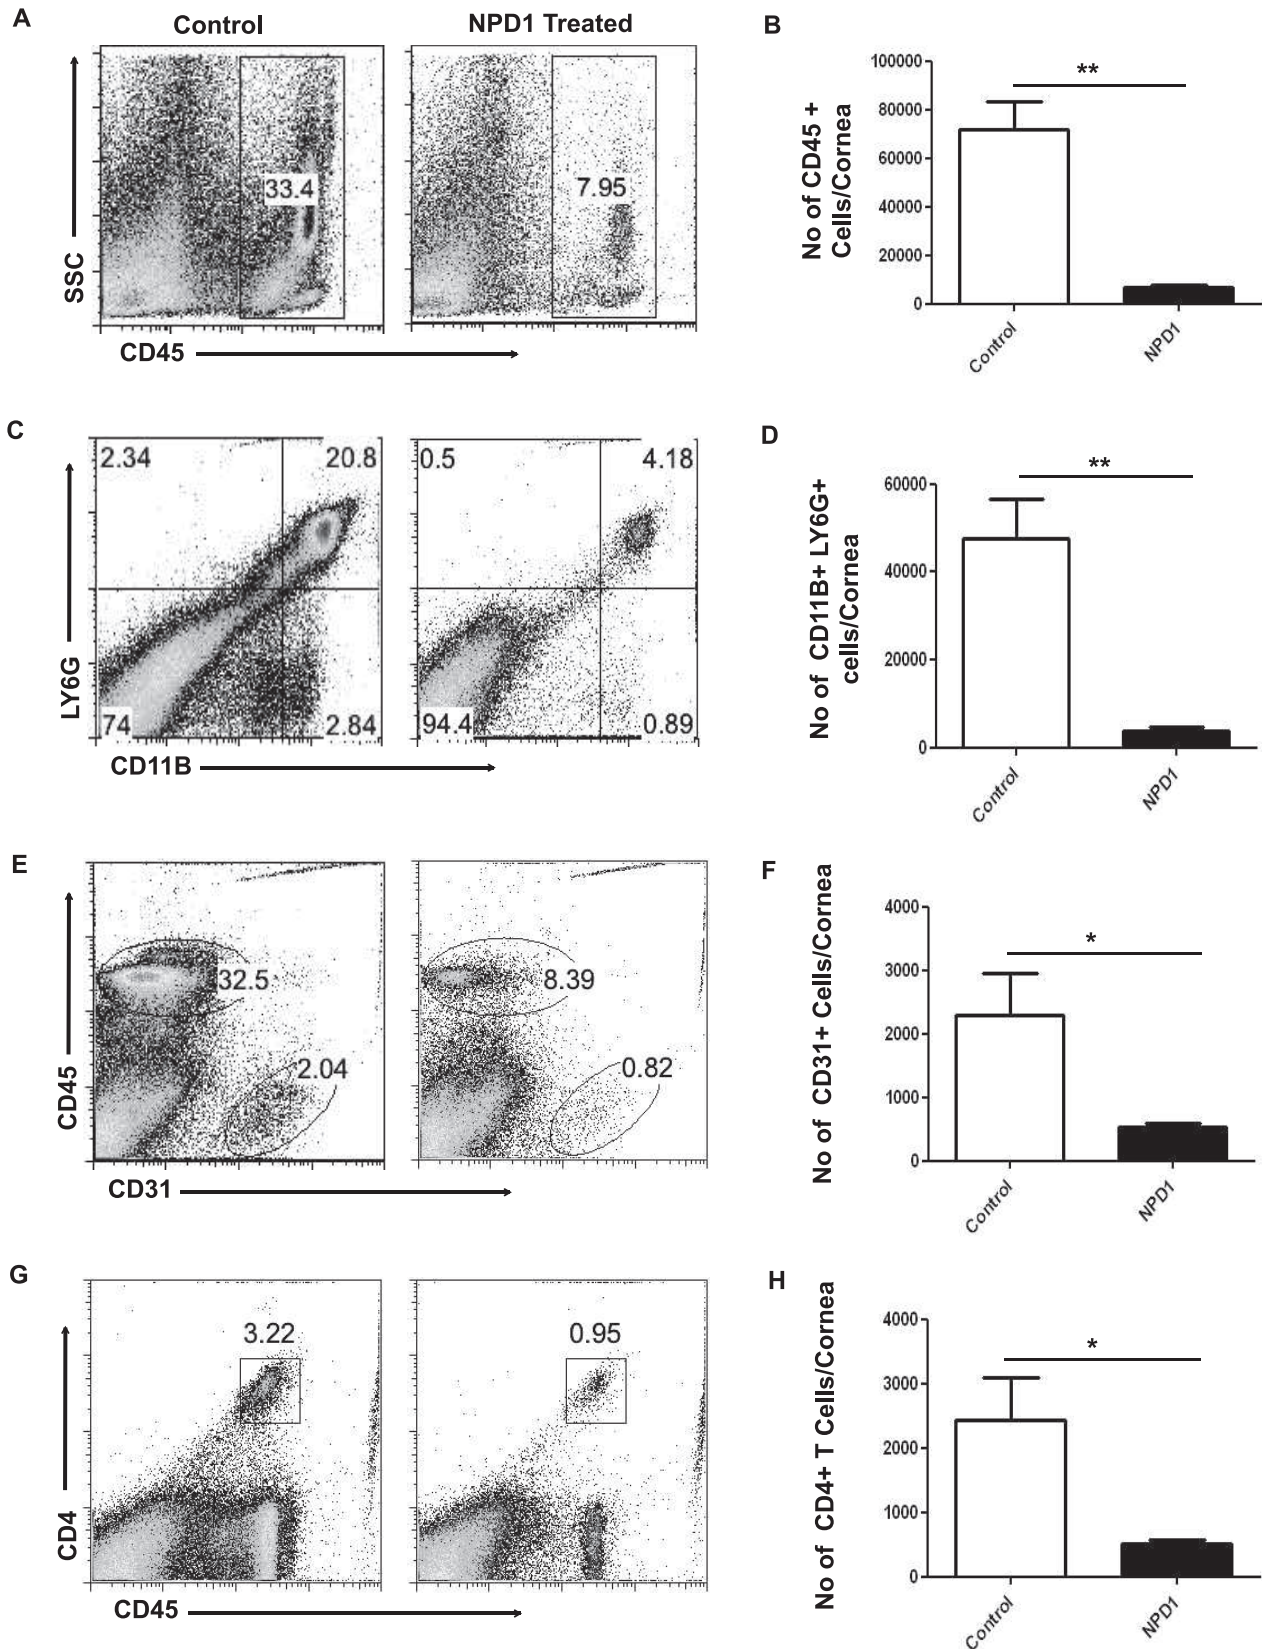 A
Control
NPD1 Treated
SSC
33.4
7.95
CD45
B
No of CD45 +
Cells/Cornea
100000
80000
60000
40000
20000
0
**
Control
NPD1
C
LY6G
2.34
20.8
74
2.84
0.5
4.18
94.4
0.89
CD11B
D
No of CD11B+ LY6G+
cells/Cornea
60000
40000
20000
0
**
Control
NPD1
E
CD45
32.5
2.04
8.39
0.82
CD31
F
No of CD31+ Cells/Cornea
4000
3000
2000
1000
0
*
Control
NPD1
G
CD4
3.22
0.95
CD45
H
No of CD4+ T Cells/Cornea
4000
3000
2000
1000
0
*
Control
NPD1